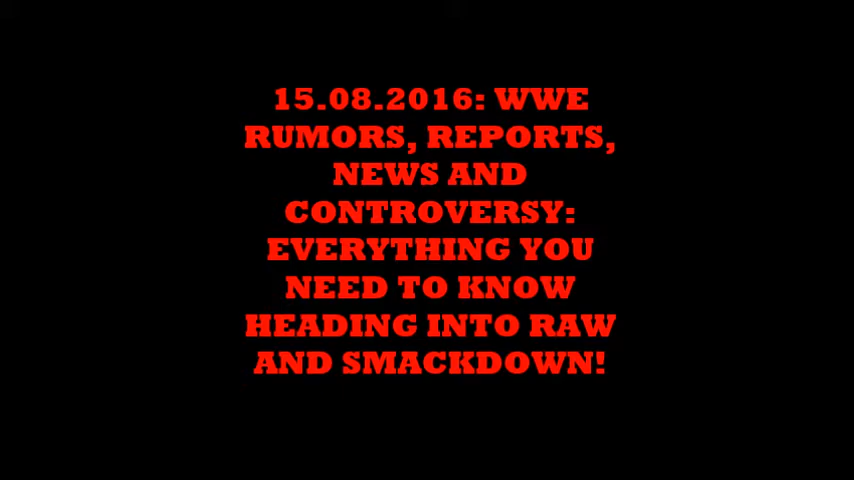 15.08.2016: WWE
RUMORS, REPORTS,
NEWS AND
CONTROVERSY:
EVERYTHING YOU
NEED TO KNOW
HEADING INTO RAW
AND SMACKDOWN!